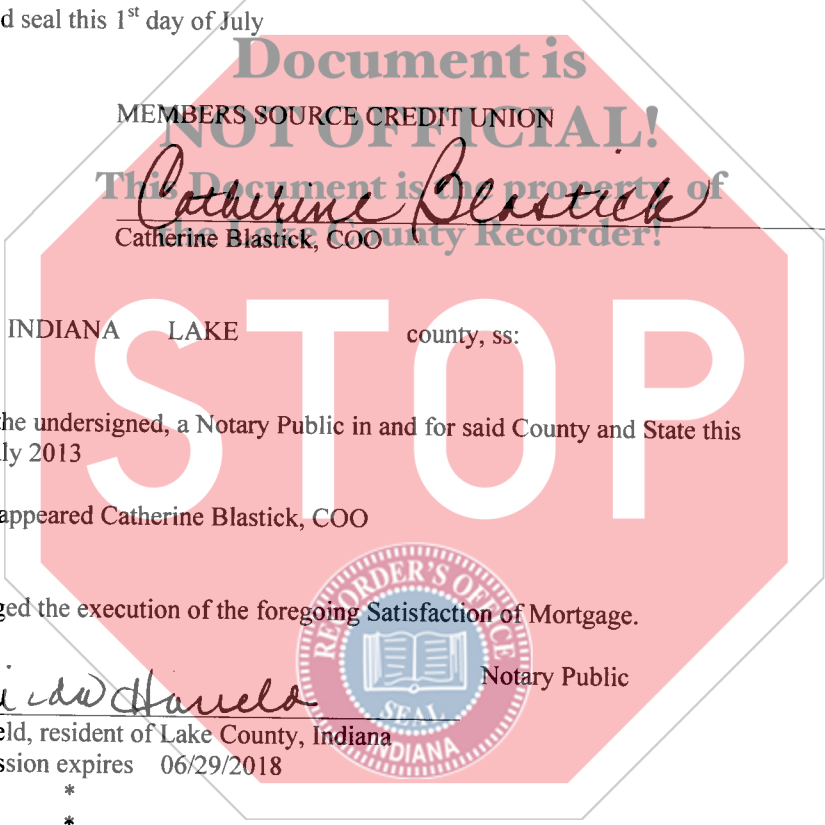 d seal this 1st day of July
Document is
MEMBERS SOURCE CREDIT UNION
NOT OFFICIAL!
This Document is the property of
Catherine Blastick
the Lake County Recorder!
Catherine Blastick, COO
INDIANA LAKE county, ss:
STOP
he undersigned, a Notary Public in and for said County and State this
ly 2013
appeared Catherine Blastick, COO
RECORDER'S OFFICE
ged the execution of the foregoing Satisfaction of Mortgage.
Notary Public
SEAL
INDIANA
eld, resident of Lake County, Indiana
ssion expires 06/29/2018
*
*